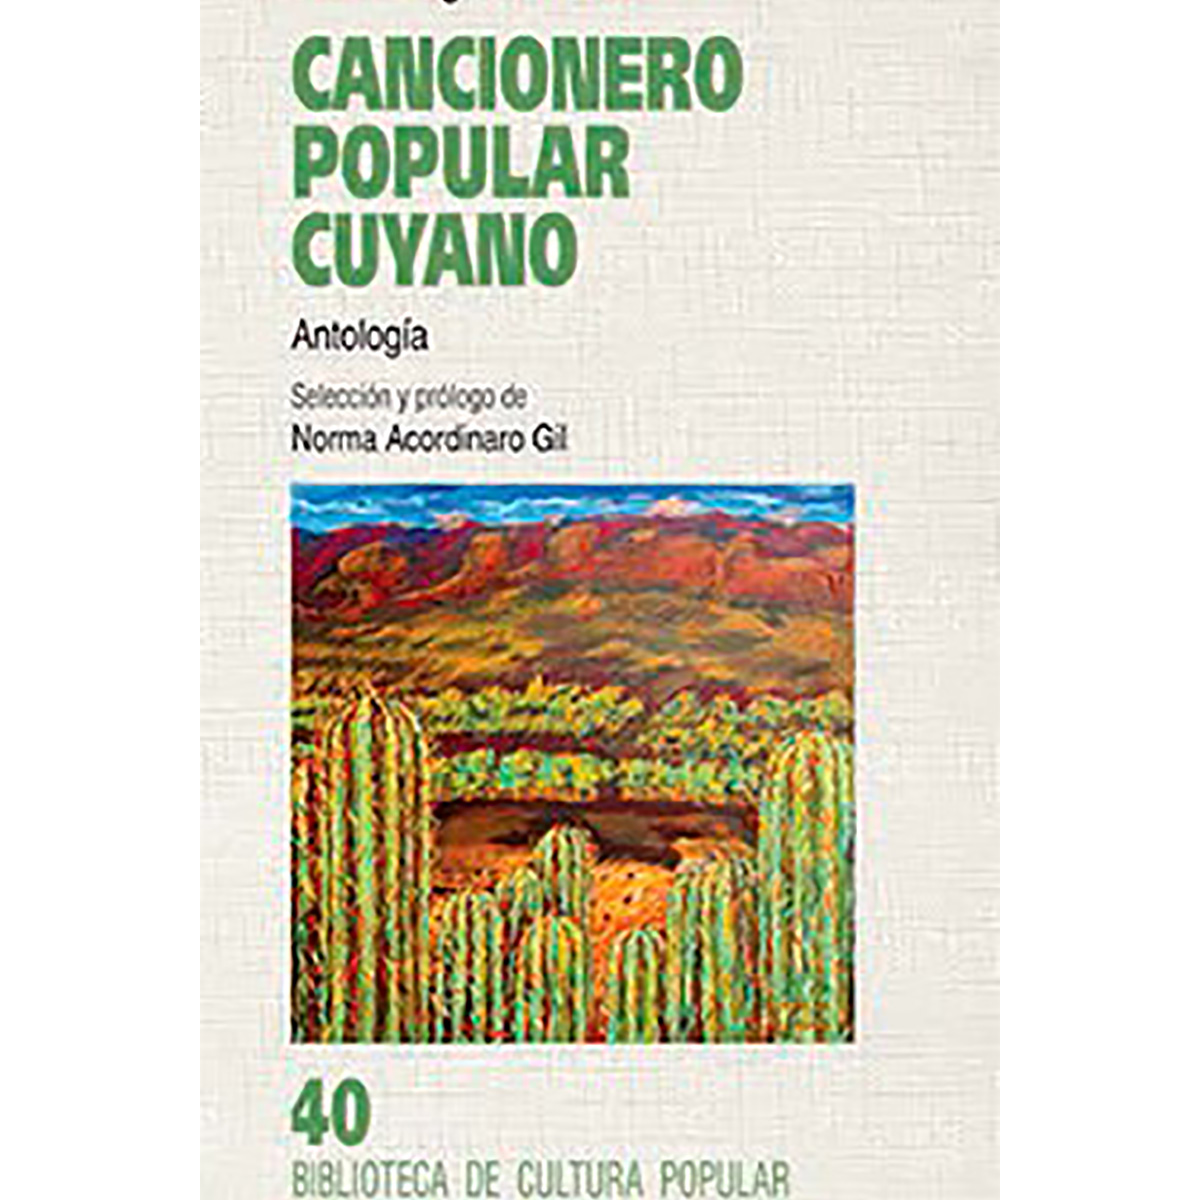 CANCIONERO
POPULAR
CUYANO
Antología
Selección y prólogo de
Norma Acordinaro Gil
40
BIBLIOTECA DE CULTURA POPULAR